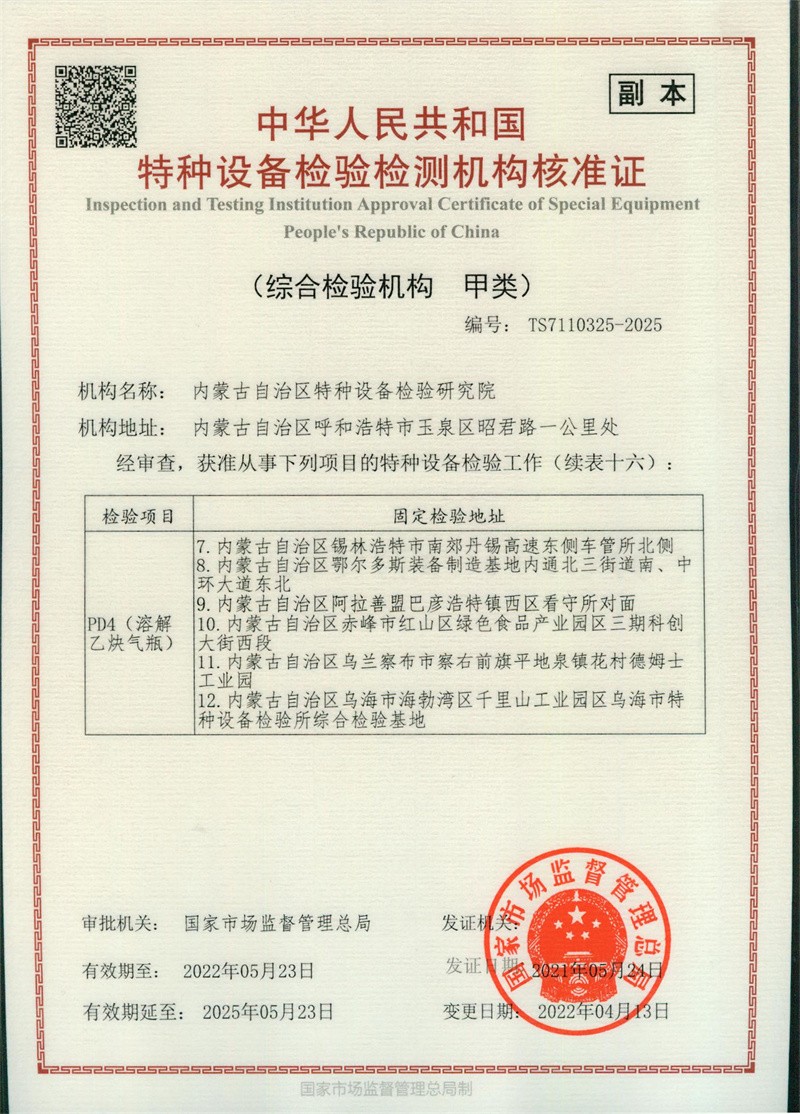 副 本
中华人民共和国
特种设备检验检测机构核准证
Inspection and Testing Institution Approval Certificate of Special Equipment
People's Republic of China
（综合检验机构 甲类）
编号： TS7110325-2025
机构名称： 内蒙古自治区特种设备检验研究院
机构地址： 内蒙古自治区呼和浩特市玉泉区昭君路一公里处
经审查，获准从事下列项目的特种设备检验工作（续表十六）：
检验项目 固定检验地址
PD4（溶解
乙炔气瓶）
7. 内蒙古自治区锡林浩特市南郊丹锡高速东侧车管所北侧
8. 内蒙古自治区鄂尔多斯装备制造基地内通北三街道南、中
环大道东北
9. 内蒙古自治区阿拉善盟巴彦浩特镇西区看守所对面
10. 内蒙古自治区赤峰市红山区绿色食品产业园区三期科创
大街西段
11. 内蒙古自治区乌兰察布市察右前旗平地泉镇花村德姆士
工业园
12. 内蒙古自治区乌海市海勃湾区千里山工业园区乌海市特
种设备检验所综合检验基地
审批机关： 国家市场监督管理总局 发证机关：
有效期至： 2022年05月23日 发证日期 2021年05月24日
有效期延至： 2025年05月23日 变更日期： 2022年04月13日
国家市场监督管理总局
国家市场监督管理总局制